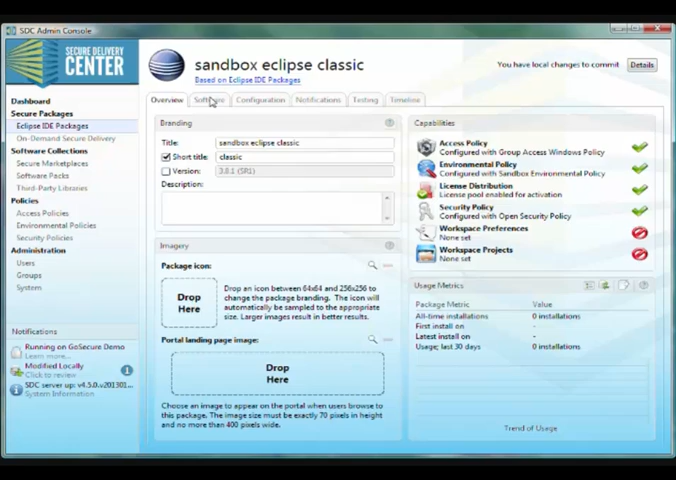 SDC Admin Console
SECURE DELIVERY
CENTER
sandbox eclipse classic
Based on Eclipse IDE Packages
You have local changes to commit
Details
Overview
Software
Configuration
Notifications
Testing
Timeline
Dashboard
Secure Packages
Eclipse IDE Packages
On-Demand Secure Delivery
Software Collections
Secure Marketplaces
Software Packs
Third-Party Libraries
Policies
Access Policies
Environmental Policies
Security Policies
Administration
Users
Groups
System
Notifications
Running on GoSecure Demo
Learn more...
Modified Locally
Click to review
1
SDC server up: v4.5.0.v201301...
System Information
Branding
Title:
sandbox eclipse classic
Short title:
classic
Version:
3.8.1 (SR1)
Description:
Imagery
Package icon:
Drop
Here
Drop an icon between 64x64 and 256x256 to
change the package branding. The icon will
automatically be sampled to the appropriate
size. Larger images result in better results.
Portal landing page image:
Drop
Here
Choose an image to appear on the portal when users browse to
this package. The image size must be exactly 70 pixels in height
and no more than 400 pixels wide.
Capabilities
Access Policy
Configured with Group Access Windows Policy
Environmental Policy
Configured with Sandbox Environmental Policy
License Distribution
License pool enabled for activation
Security Policy
Configured with Open Security Policy
Workspace Preferences
None set
Workspace Projects
None set
Usage Metrics
Package Metric
Value
All-time installations
0 installations
First install on
-
Latest install on
-
Usage; last 30 days
0 installations
Trend of Usage